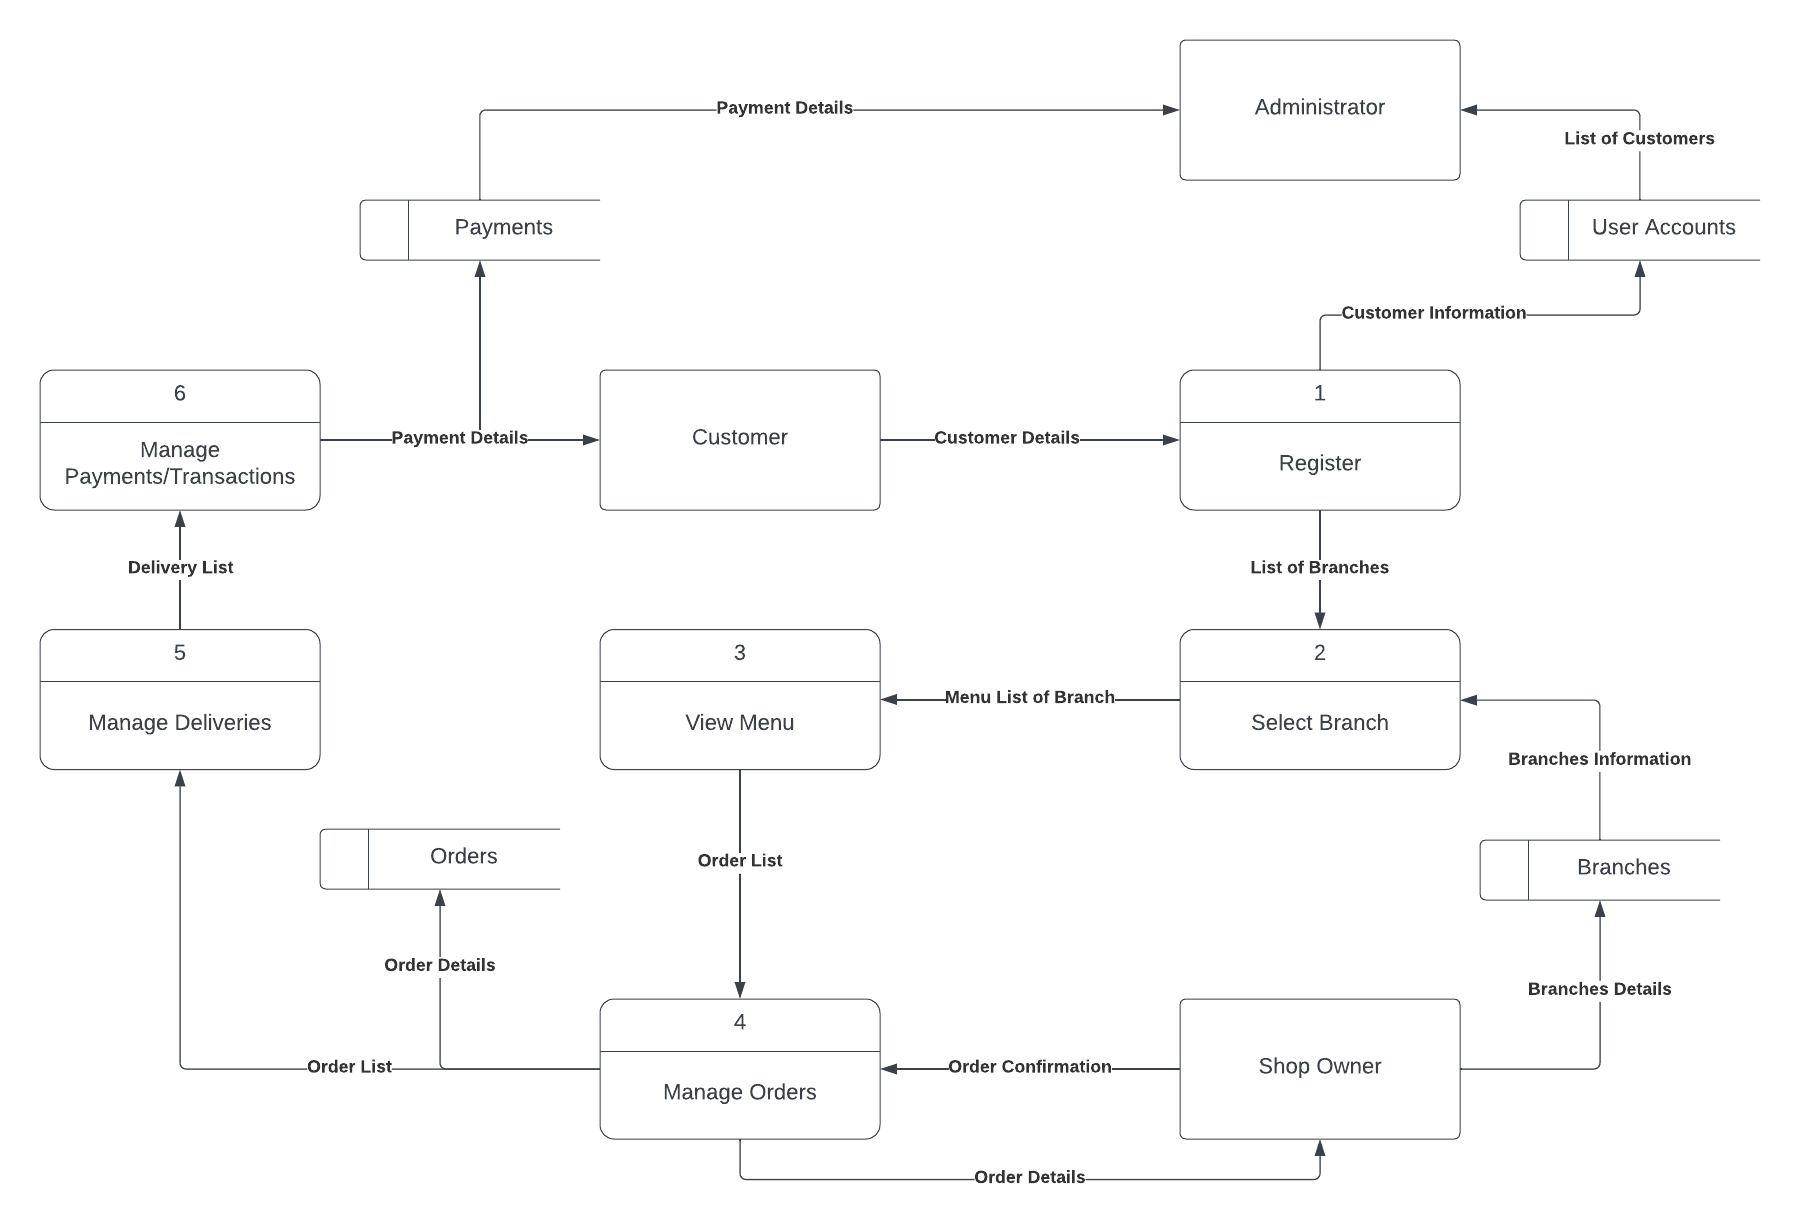 Administrator
Payment Details
List of Customers
Payments
User Accounts
Customer Information
6
Manage
Payments/Transactions
Payment Details
Customer
Customer Details
1
Register
Delivery List
List of Branches
5
Manage Deliveries
3
View Menu
Menu List of Branch
2
Select Branch
Branches Information
Orders
Order List
Branches
Order Details
Branches Details
4
Manage Orders
Order List
Order Confirmation
Shop Owner
Order Details